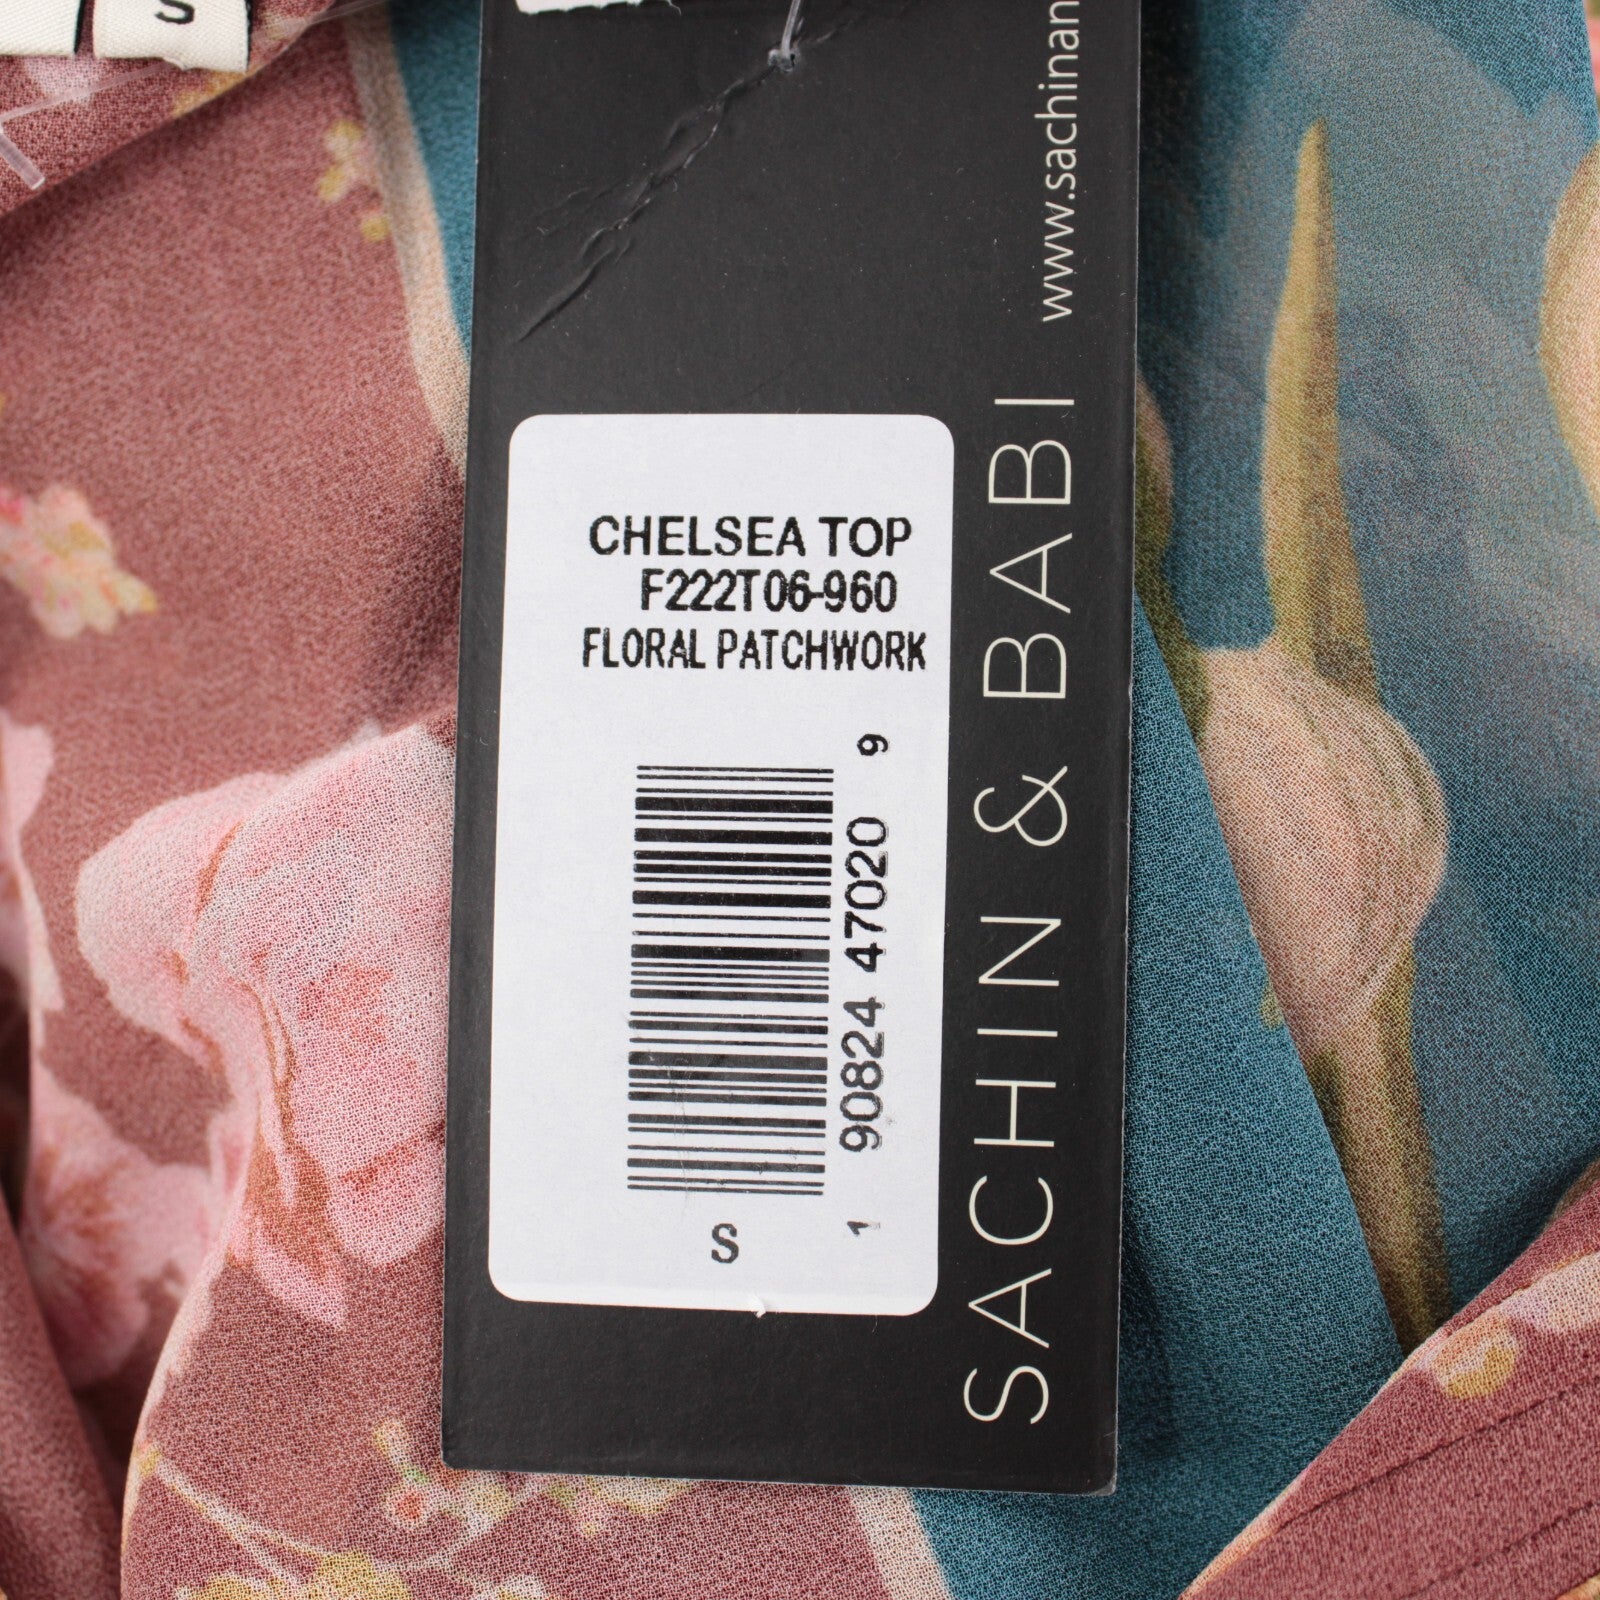 S
CHELSEA TOP
F222T06-960
FLORAL PATCHWORK
1 90824 47020 9
S
SACHIN & BABI www.sachinan